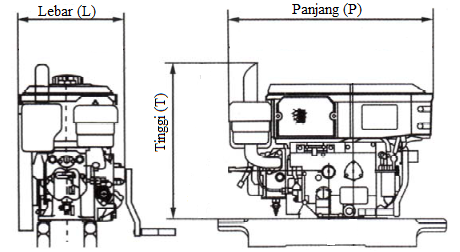 Lebar (L)
Panjang (P)
Tinggi (T)